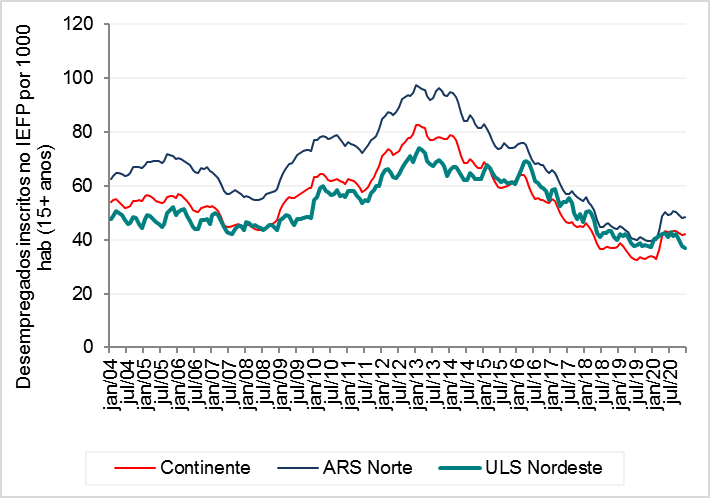 Desempregados inscritos no IEFP por 1000
hab (15+ anos)
120
100
80
60
40
20
0
jan/04
jul/04
jan/05
jul/05
jan/06
jul/06
jan/07
jul/07
jan/08
jul/08
jan/09
jul/09
jan/10
jul/10
jan/11
jul/11
jan/12
jul/12
jan/13
jul/13
jan/14
jul/14
jan/15
jul/15
jan/16
jul/16
jan/17
jul/17
jan/18
jul/18
jan/19
jul/19
jan/20
jul/20
Continente
ARS Norte
ULS Nordeste